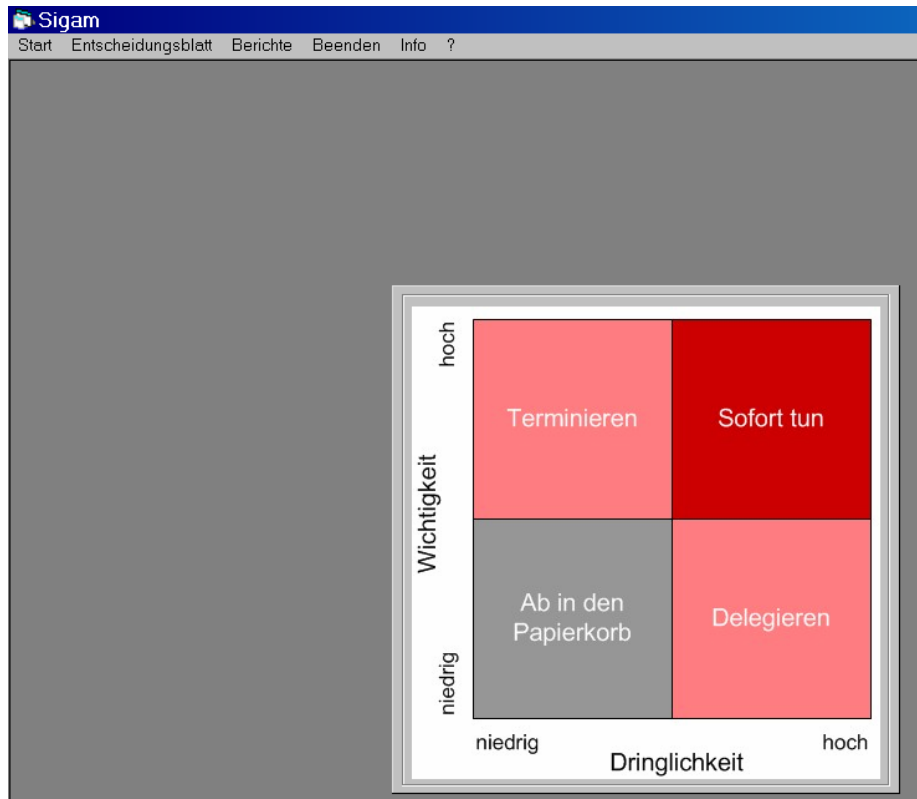 Sigam
Start Entscheidungsblatt Berichte Beenden Info ?
hoch
Terminieren
Sofort tun
Wichtigkeit
Ab in den
Papierkorb
Delegieren
niedrig
niedrig
hoch
Dringlichkeit